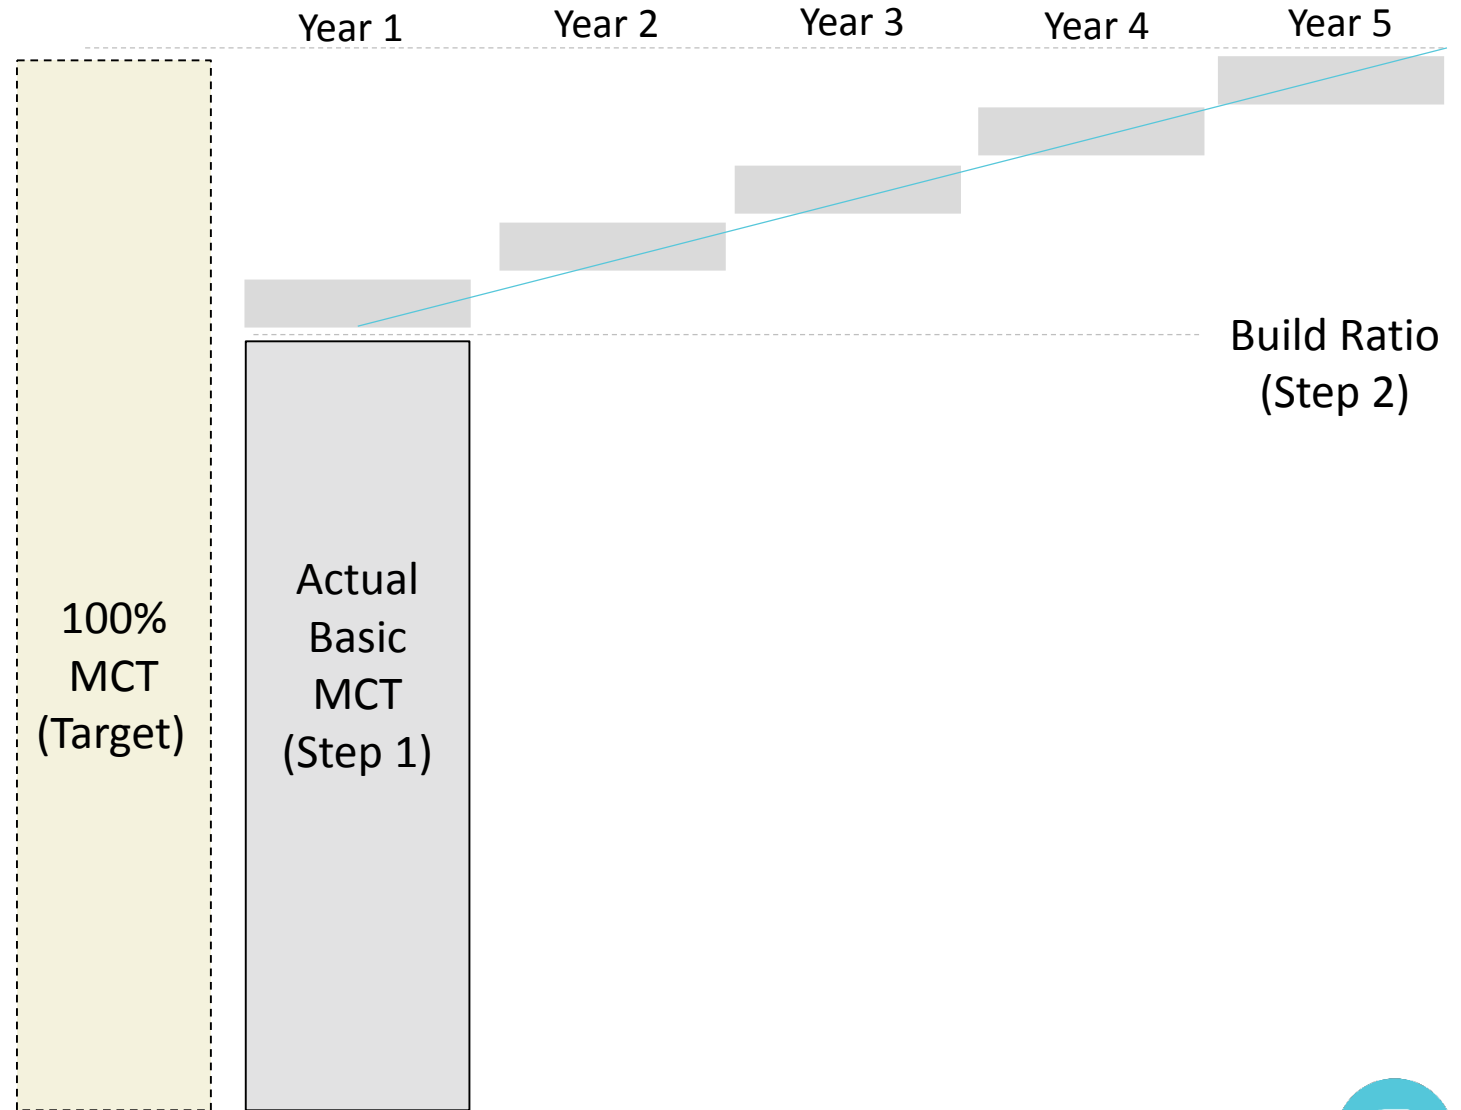 Year 1
Year 2
Year 3
Year 4
Year 5
Build Ratio
(Step 2)
100%
MCT
(Target)
Actual
Basic
MCT
(Step 1)